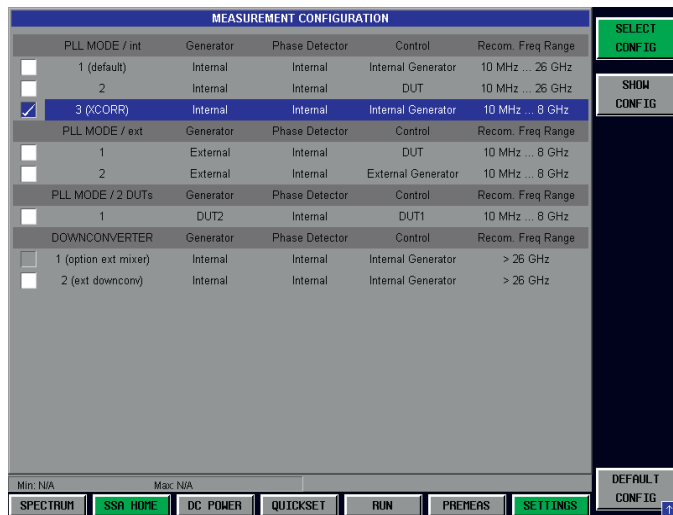 MEASUREMENT CONFIGURATION
PLL MODE / int Generator Phase Detector Control Recom. Freq Range
1 (default) Internal Internal Internal Generator 10 MHz ... 26 GHz
2 Internal Internal DUT 10 MHz ... 26 GHz
3 (XCORR) Internal Internal Internal Generator 10 MHz ... 8 GHz
PLL MODE / ext Generator Phase Detector Control Recom. Freq Range
1 External Internal DUT 10 MHz ... 8 GHz
2 External Internal External Generator 10 MHz ... 8 GHz
PLL MODE / 2 DUTs Generator Phase Detector Control Recom. Freq Range
1 DUT2 Internal DUT1 10 MHz ... 8 GHz
DOWNCONVERTER Generator Phase Detector Control Recom. Freq Range
1 (option ext mixer) Internal Internal Internal Generator > 26 GHz
2 (ext downconv) Internal Internal Internal Generator > 26 GHz
Min: N/A Max: N/A
SPECTRUM SSA HOME DC POWER QUICKSET RUN PREMEAS SETTINGS
SELECT
CONFIG
SHOW
CONFIG
DEFAULT
CONFIG